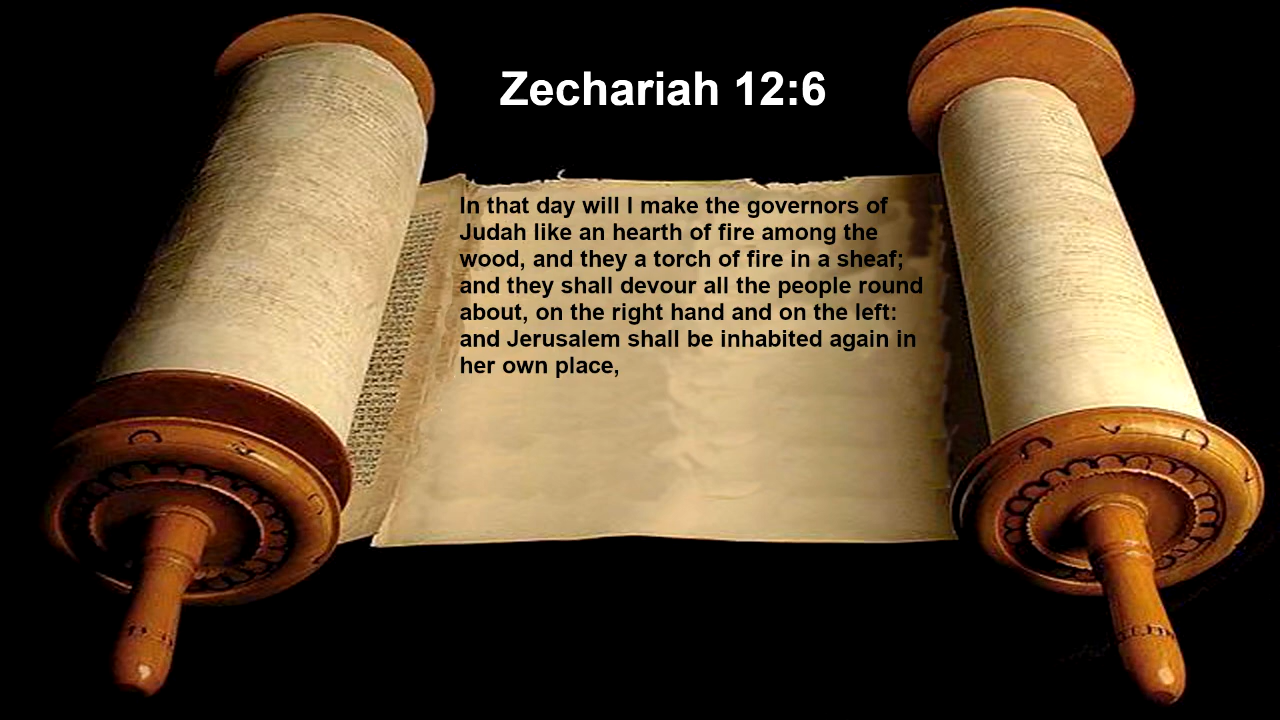 Zechariah 12:6
In that day will I make the governors of
Judah like an hearth of fire among the
wood, and they a torch of fire in a sheaf;
and they shall devour all the people round
about, on the right hand and on the left:
and Jerusalem shall be inhabited again in
her own place,